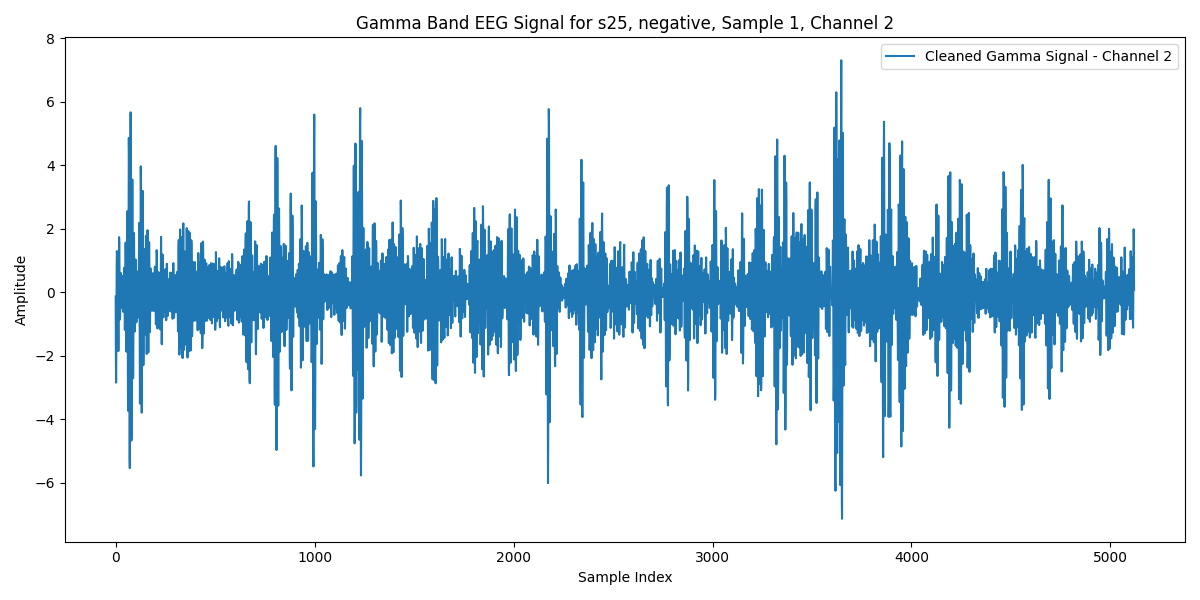 Gamma Band EEG Signal for s25, negative, Sample 1, Channel 2
Cleaned Gamma Signal - Channel 2
8
6
4
2
0
−2
−4
−6
Amplitude
0 1000 2000 3000 4000 5000
Sample Index